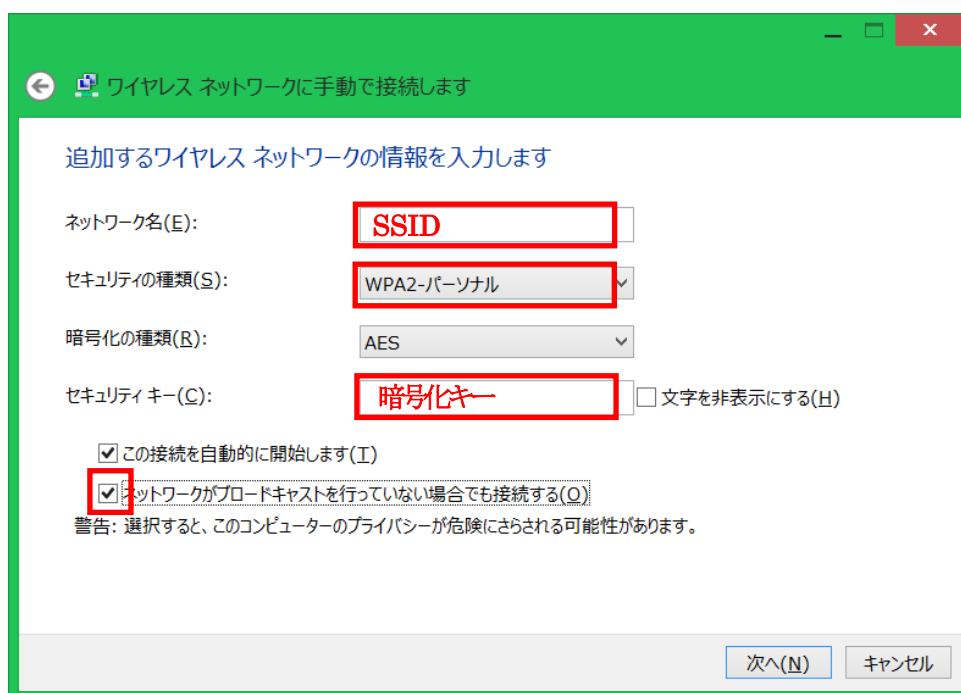 ワイヤレス ネットワークに手動で接続します
追加するワイヤレス ネットワークの情報を入力します
ネットワーク名(E): SSID
セキュリティの種類(S): WPA2-パーソナル
暗号化の種類(R): AES
セキュリティ キー(C): 暗号化キー 文字を非表示にする(H)
この接続を自動的に開始します(T)
ネットワークがブロードキャストを行っていない場合でも接続する(O)
警告: 選択すると、このコンピューターのプライバシーが危険にさらされる可能性があります。
次へ(N) キャンセル